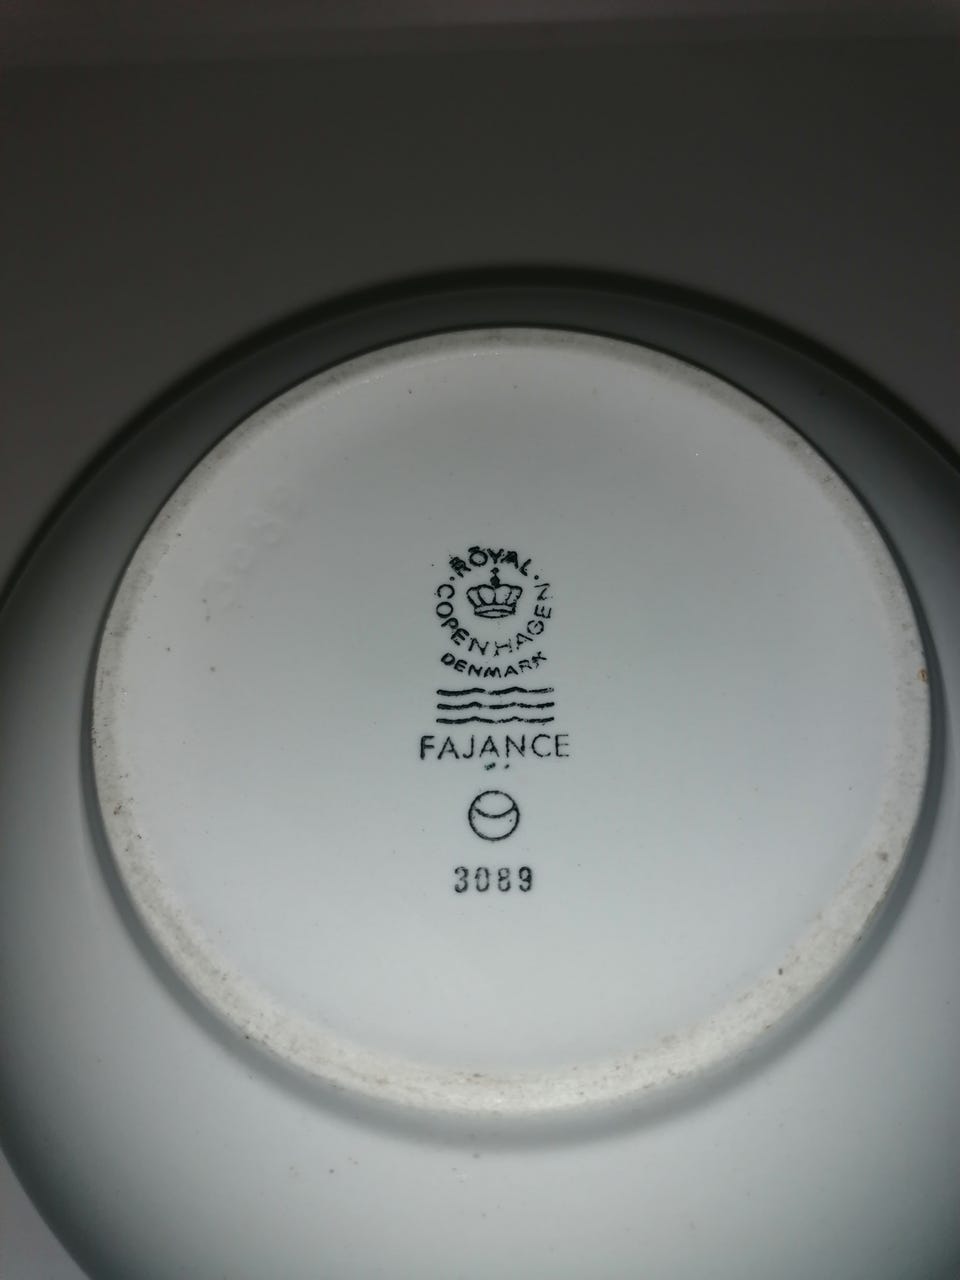 ROYAL
COPENHAGEN
DENMARK
FAJANCE
3089